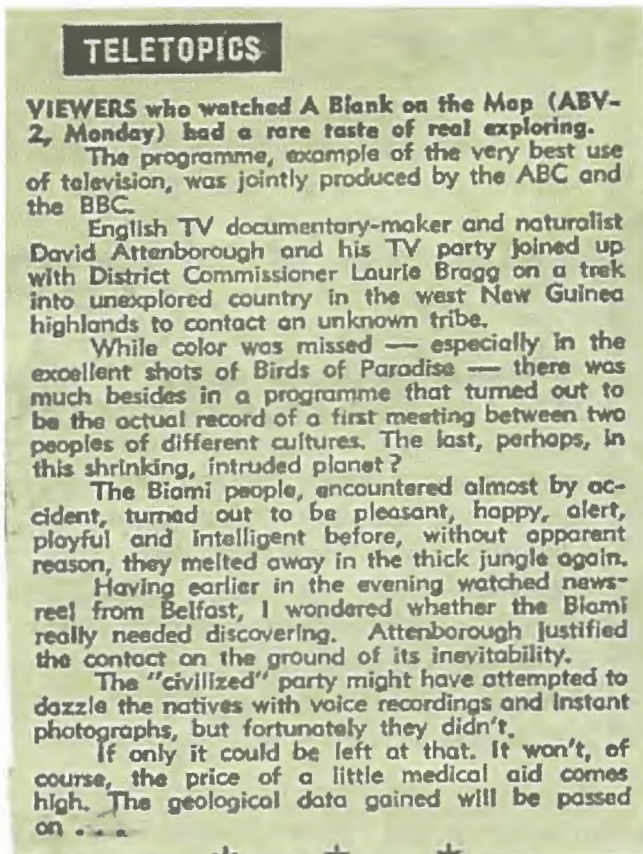 TELETOPICS
VIEWERS who watched A Blank on the Map (ABV-
2, Monday) had a rare taste of real exploring.
The programme, example of the very best use
of television, was jointly produced by the ABC and
the BBC.
English TV documentary-maker and naturalist
David Attenborough and his TV party joined up
with District Commissioner Laurie Bragg on a trek
into unexplored country in the west New Guinea
highlands to contact an unknown tribe.
While color was missed — especially in the
excellent shots of Birds of Paradise — there was
much besides in a programme that turned out to
be the actual record of a first meeting between two
peoples of different cultures. The last, perhaps, in
this shrinking, intruded planet?
The Biami people, encountered almost by ac-
cident, turned out to be pleasant, happy, alert,
playful and intelligent before, without apparent
reason, they melted away in the thick jungle again.
Having earlier in the evening watched news-
reel from Belfast, I wondered whether the Biami
really needed discovering. Attenborough justified
the contact on the ground of its inevitability.
The "civilized" party might have attempted to
dazzle the natives with voice recordings and instant
photographs, but fortunately they didn't.
If only it could be left at that. It won't, of
course, the price of a little medical aid comes
high. The geological data gained will be passed
on . . . .
* * *